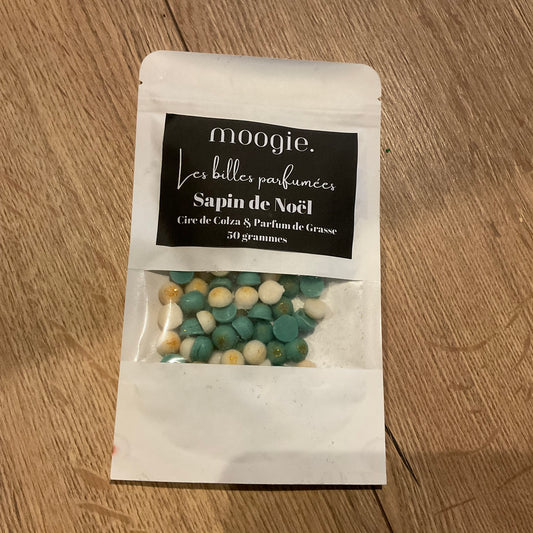 moogie.
Les billes parfumées
Sapin de Noël
Cire de Colza & Parfum de Grasse
50 grammes